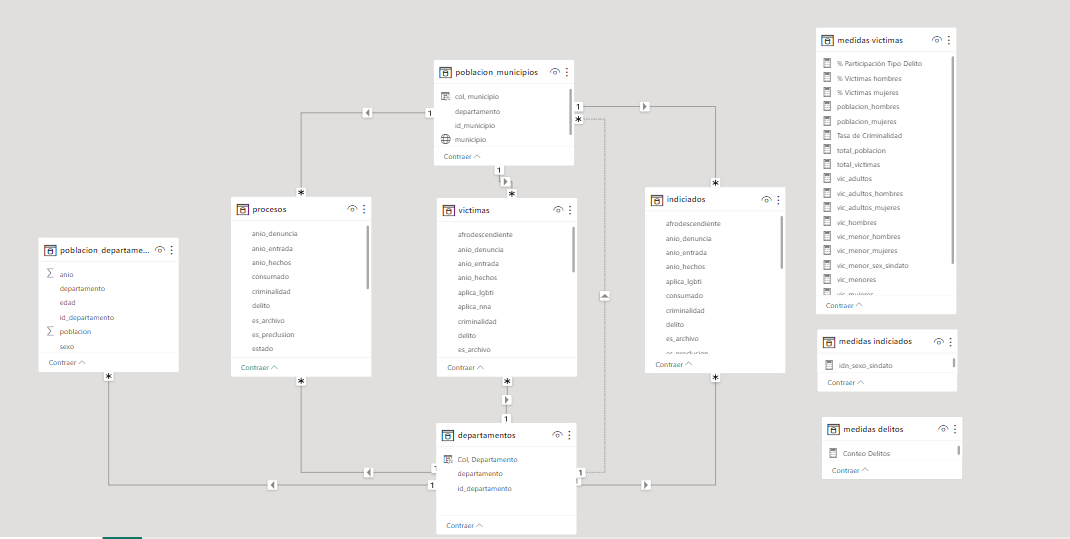 poblacion_municipios
col, municipio
departamento
id_municipio
municipio
Contraer
1
*
1
1
*
*
*
*
procesos
anio_denuncia
anio_entrada
anio_hechos
consumado
criminalidad
delito
es_archivo
es_preclusion
estado
Contraer
victimas
afrodescendiente
anio_denuncia
anio_entrada
anio_hechos
aplica_lgbti
aplica_nna
criminalidad
delito
es_archivo
Contraer
indiciados
afrodescendiente
anio_denuncia
anio_entrada
anio_hechos
aplica_lgbti
consumado
criminalidad
delito
es_archivo
es_preclusion
Contraer
poblacion_departame...
anio
departamento
edad
id_departamento
poblacion
sexo
Contraer
*
*
*
*
1
1
1
1
departamentos
Col, Departamento
departamento
id_departamento
Contraer
medidas victimas
% Participación Tipo Delito
% Victimas hombres
% Victimas mujeres
poblacion_hombres
poblacion_mujeres
Tasa de Criminalidad
total_poblacion
total_victimas
vic_adultos
vic_adultos_hombres
vic_adultos_mujeres
vic_hombres
vic_menor_hombres
vic_menor_mujeres
vic_menor_sex_sindato
vic_menores
vic_mujeres
Contraer
medidas indiciados
idn_sexo_sindato
Contraer
medidas delitos
Conteo Delitos
Contraer